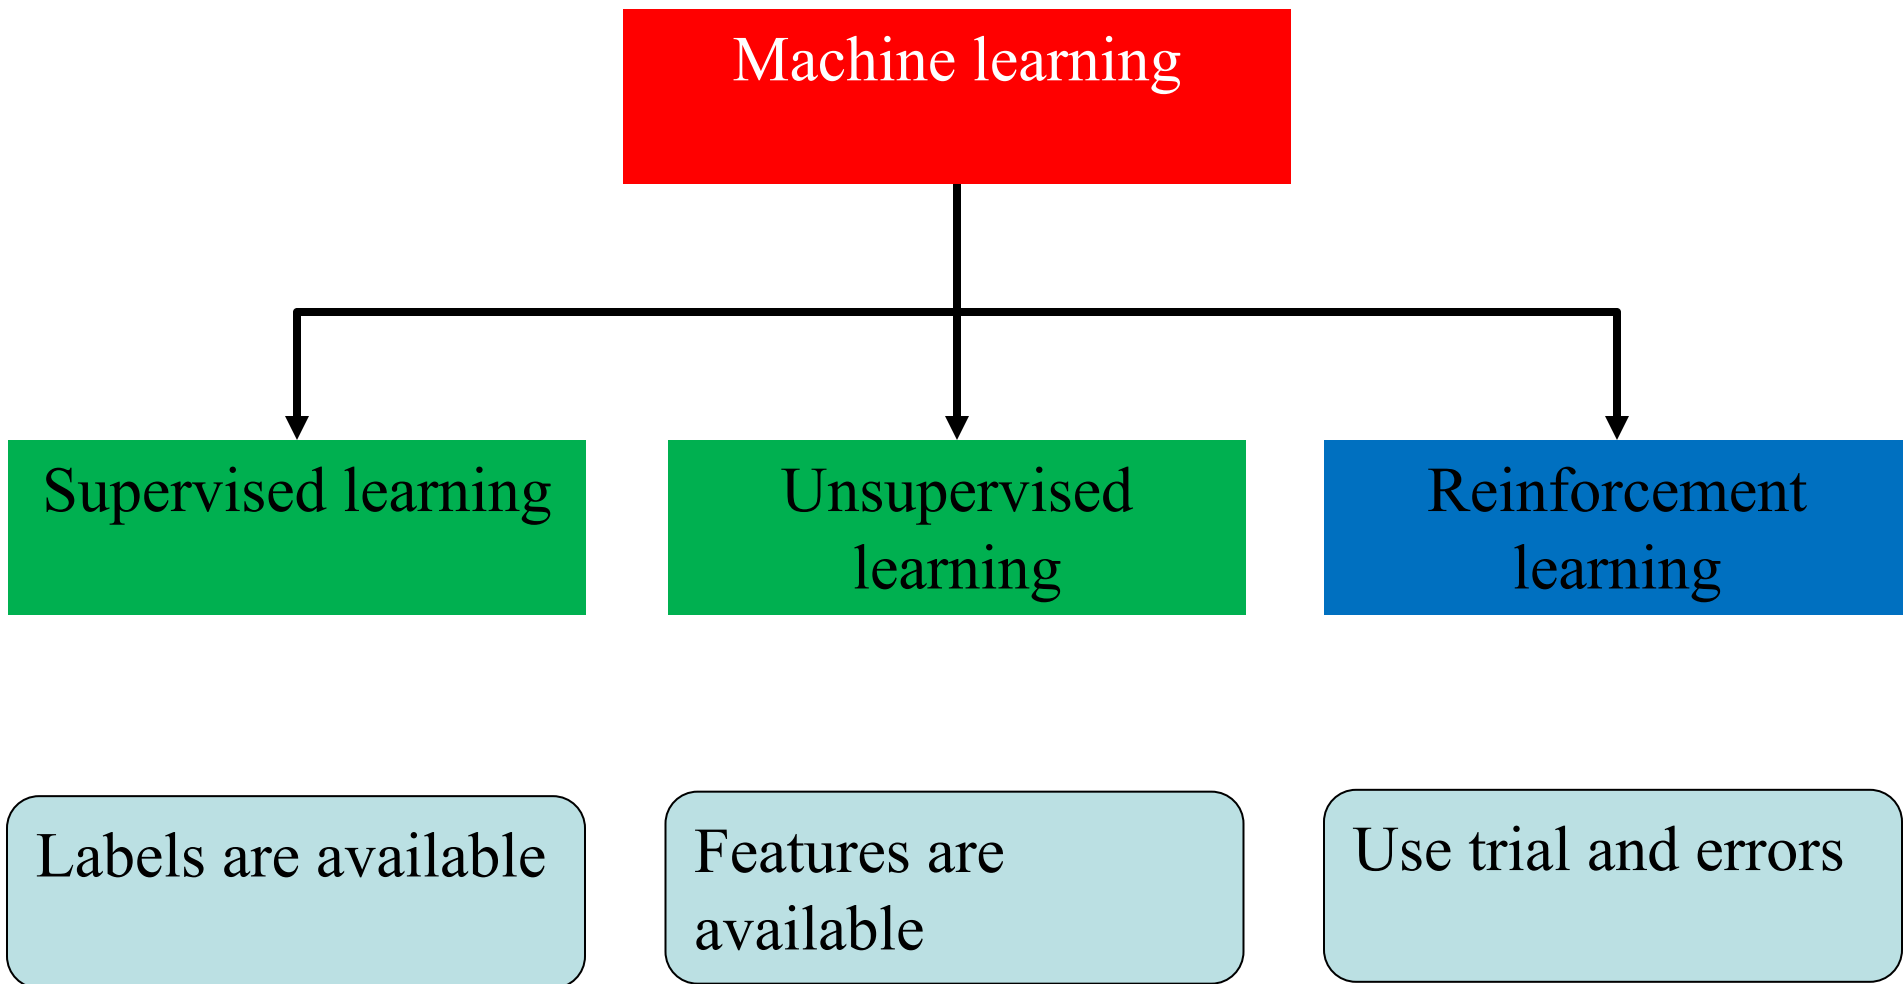 Machine learning
Supervised learning
Unsupervised
learning
Reinforcement
learning
Labels are available
Features are
available
Use trial and errors